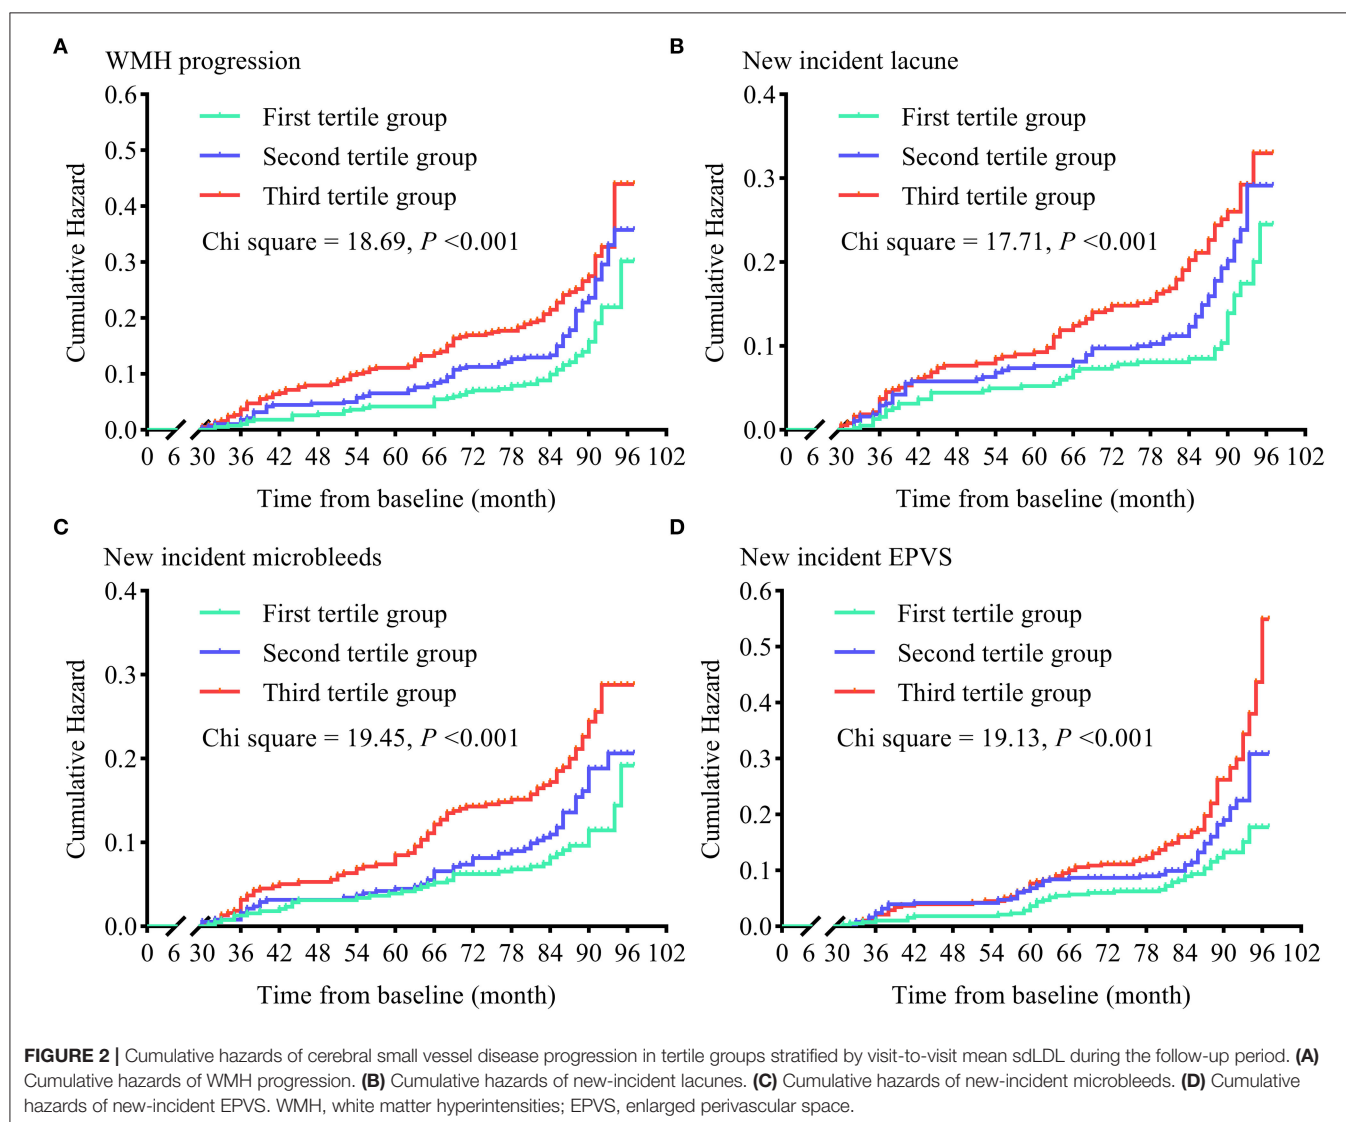 A
WMH progression
0.6
0.5
0.4
0.3
0.2
0.1
0.0
Cumulative Hazard
First tertile group
Second tertile group
Third tertile group
Chi square = 18.69, P <0.001
0 6 30 36 42 48 54 60 66 72 78 84 90 96 102
Time from baseline (month)
B
New incident lacune
0.4
0.3
0.2
0.1
0.0
Cumulative Hazard
First tertile group
Second tertile group
Third tertile group
Chi square = 17.71, P <0.001
0 6 30 36 42 48 54 60 66 72 78 84 90 96 102
Time from baseline (month)
C
New incident microbleeds
0.4
0.3
0.2
0.1
0.0
Cumulative Hazard
First tertile group
Second tertile group
Third tertile group
Chi square = 19.45, P <0.001
0 6 30 36 42 48 54 60 66 72 78 84 90 96 102
Time from baseline (month)
D
New incident EPVS
0.6
0.5
0.4
0.3
0.2
0.1
0.0
Cumulative Hazard
First tertile group
Second tertile group
Third tertile group
Chi square = 19.13, P <0.001
0 6 30 36 42 48 54 60 66 72 78 84 90 96 102
Time from baseline (month)
FIGURE 2 | Cumulative hazards of cerebral small vessel disease progression in tertile groups stratified by visit-to-visit mean sdLDL during the follow-up period. (A)
Cumulative hazards of WMH progression. (B) Cumulative hazards of new-incident lacunes. (C) Cumulative hazards of new-incident microbleeds. (D) Cumulative
hazards of new-incident EPVS. WMH, white matter hyperintensities; EPVS, enlarged perivascular space.